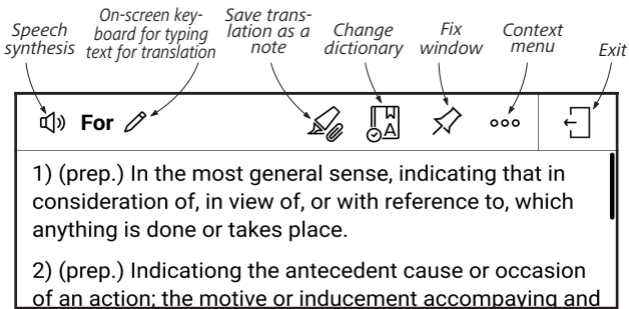 Speech
synthesis
On-screen key-
board for typing
text for translation
Save trans-
lation as a
note
Change
dictionary
Fix
window
Context
menu
Exit
For
A
1) (prep.) In the most general sense, indicating that in
consideration of, in view of, or with reference to, which
anything is done or takes place.
2) (prep.) Indicationg the antecedent cause or occasion
of an action; the motive or inducement accompaying and